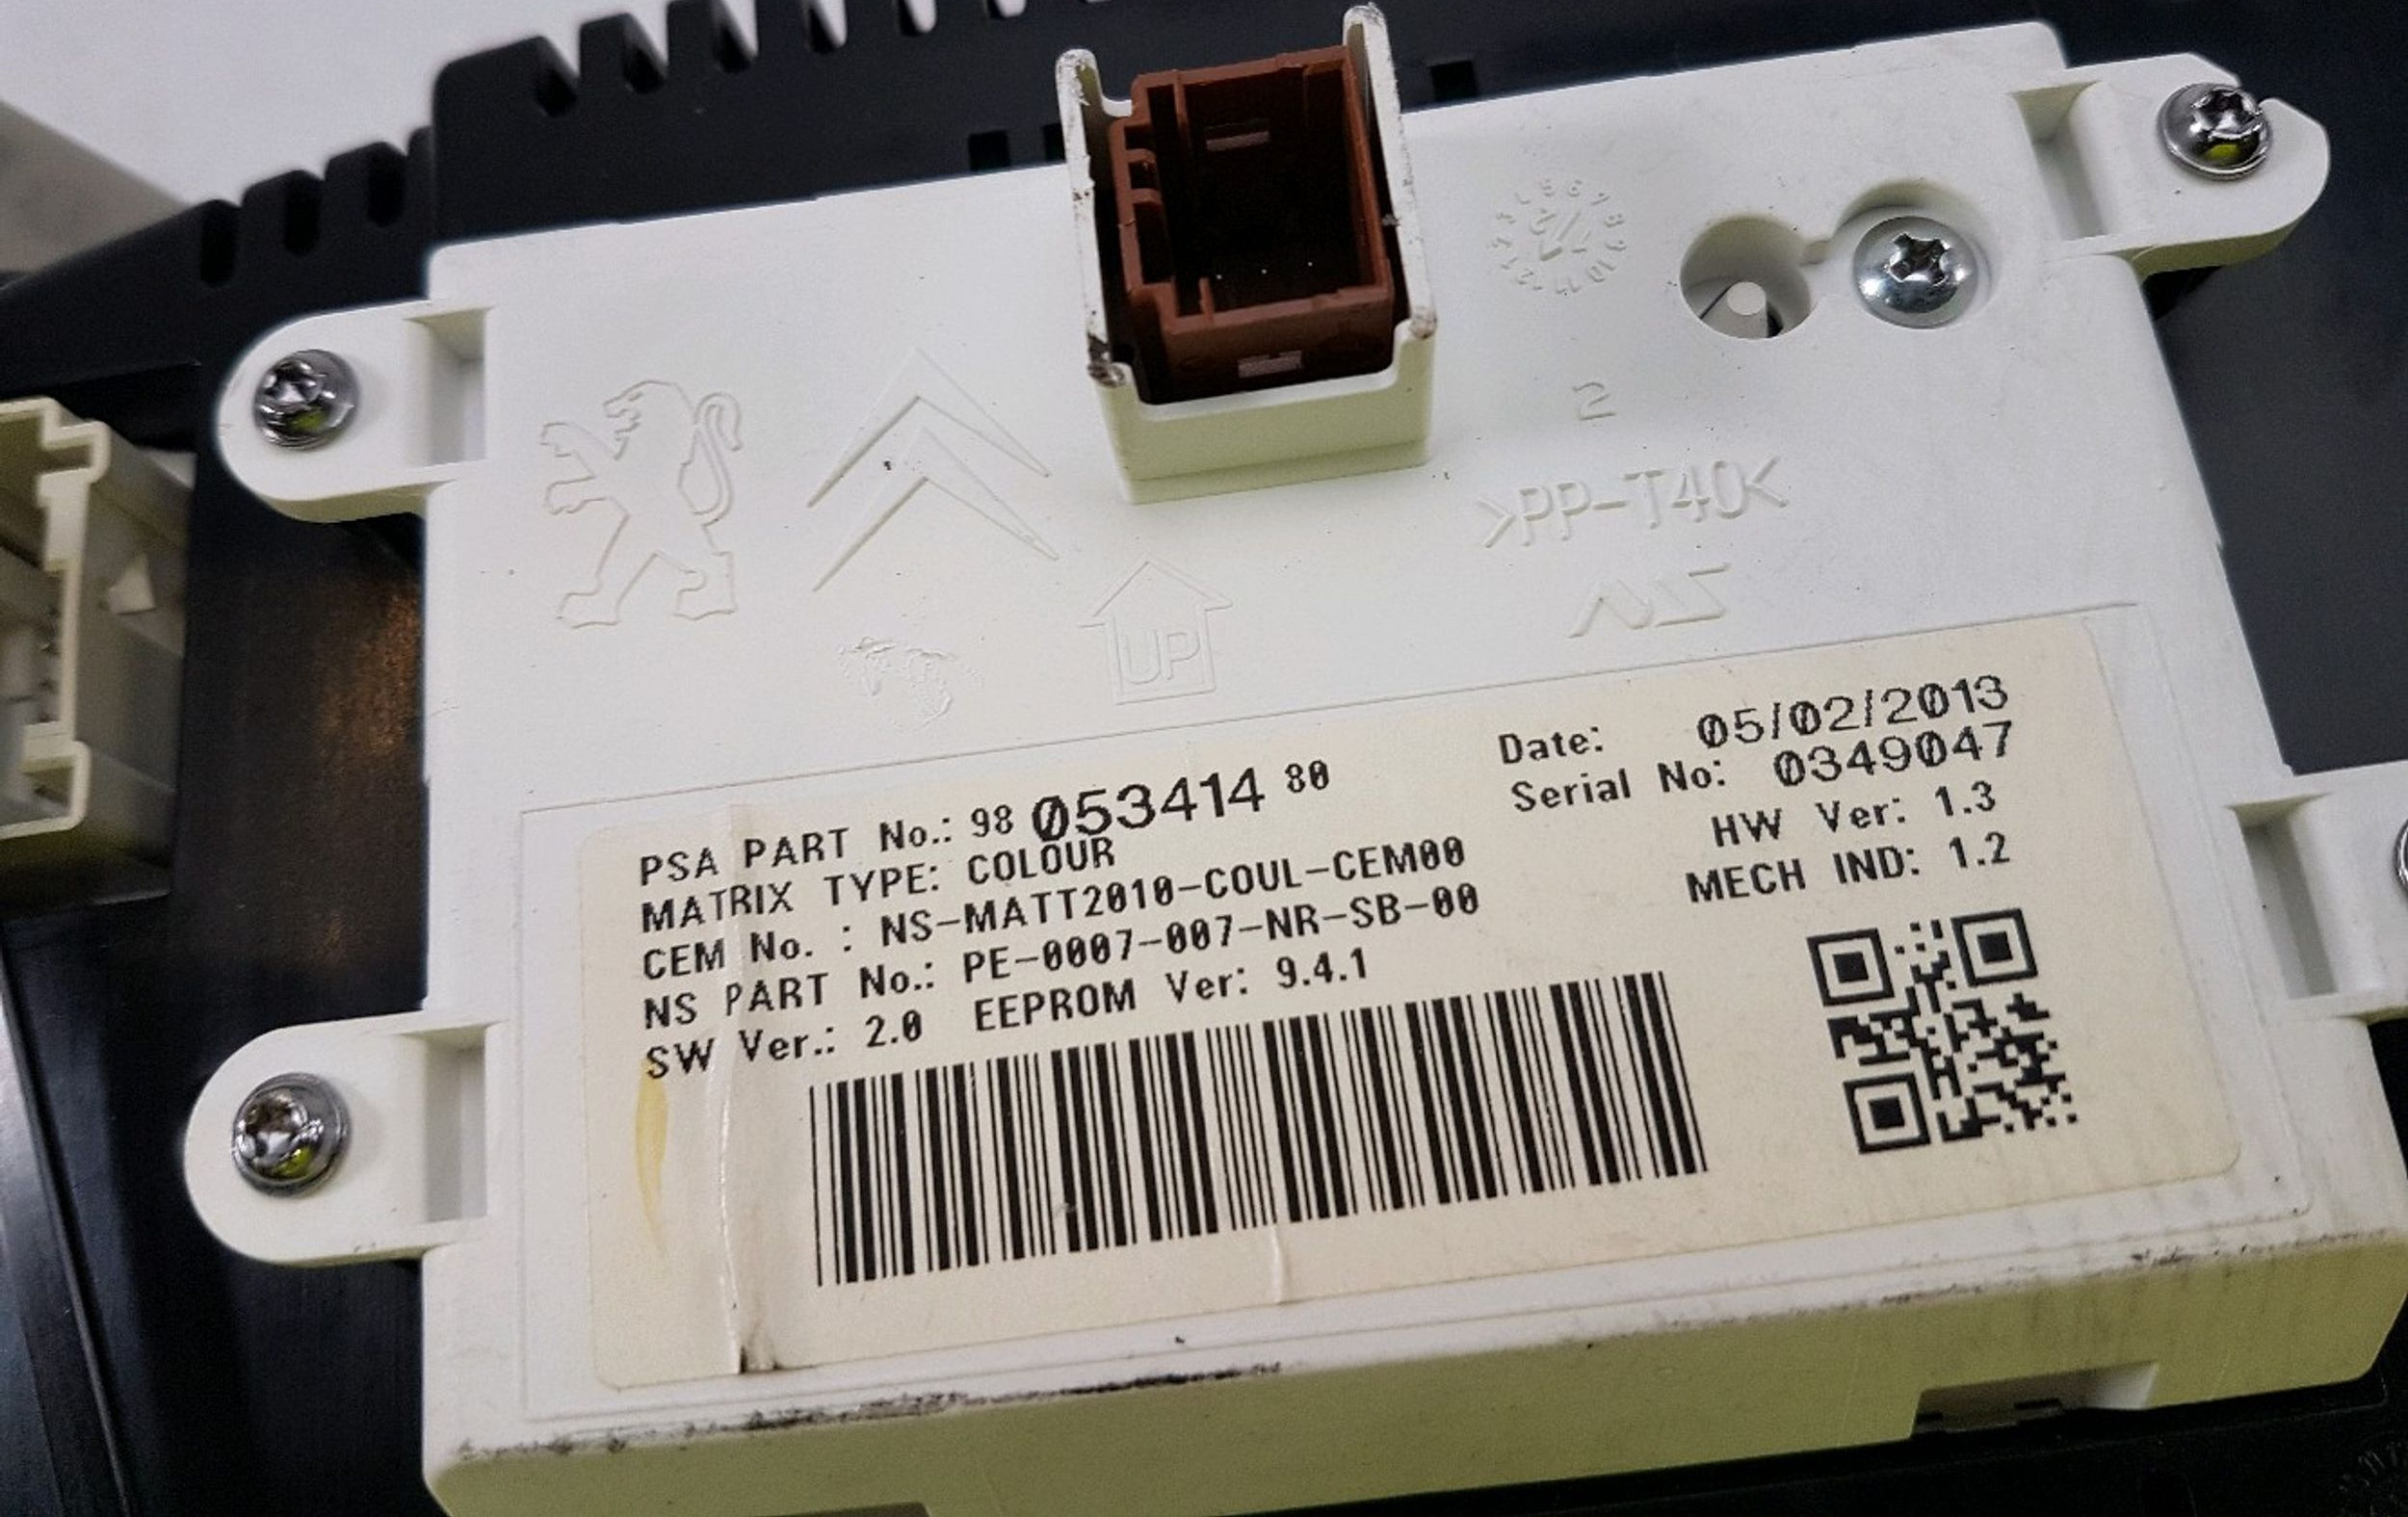 2
>PP-T40<
NS
UP
PSA PART No.: 98 053414 80
MATRIX TYPE: COLOUR
CEM No. : NS-MATT2010-COUL-CEM00
NS PART No.: PE-0007-007-NR-SB-00
SW Ver.: 2.0 EEPROM Ver: 9.4.1
Date: 05/02/2013
Serial No: 0349047
HW Ver: 1.3
MECH IND: 1.2